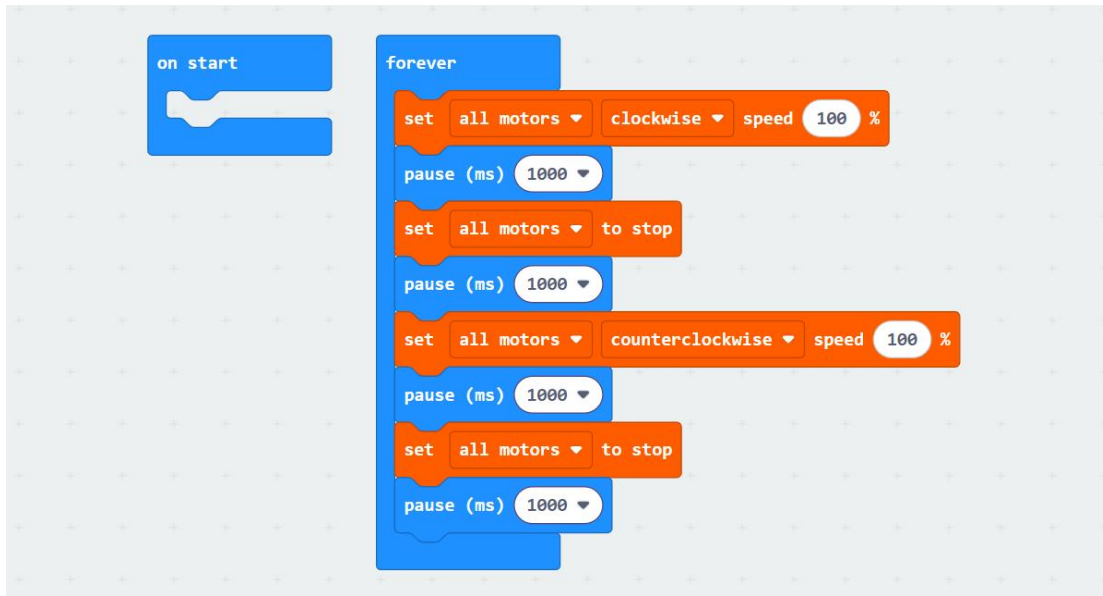 on start
forever
set all motors clockwise speed 100 %
pause (ms) 1000
set all motors to stop
pause (ms) 1000
set all motors counterclockwise speed 100 %
pause (ms) 1000
set all motors to stop
pause (ms) 1000